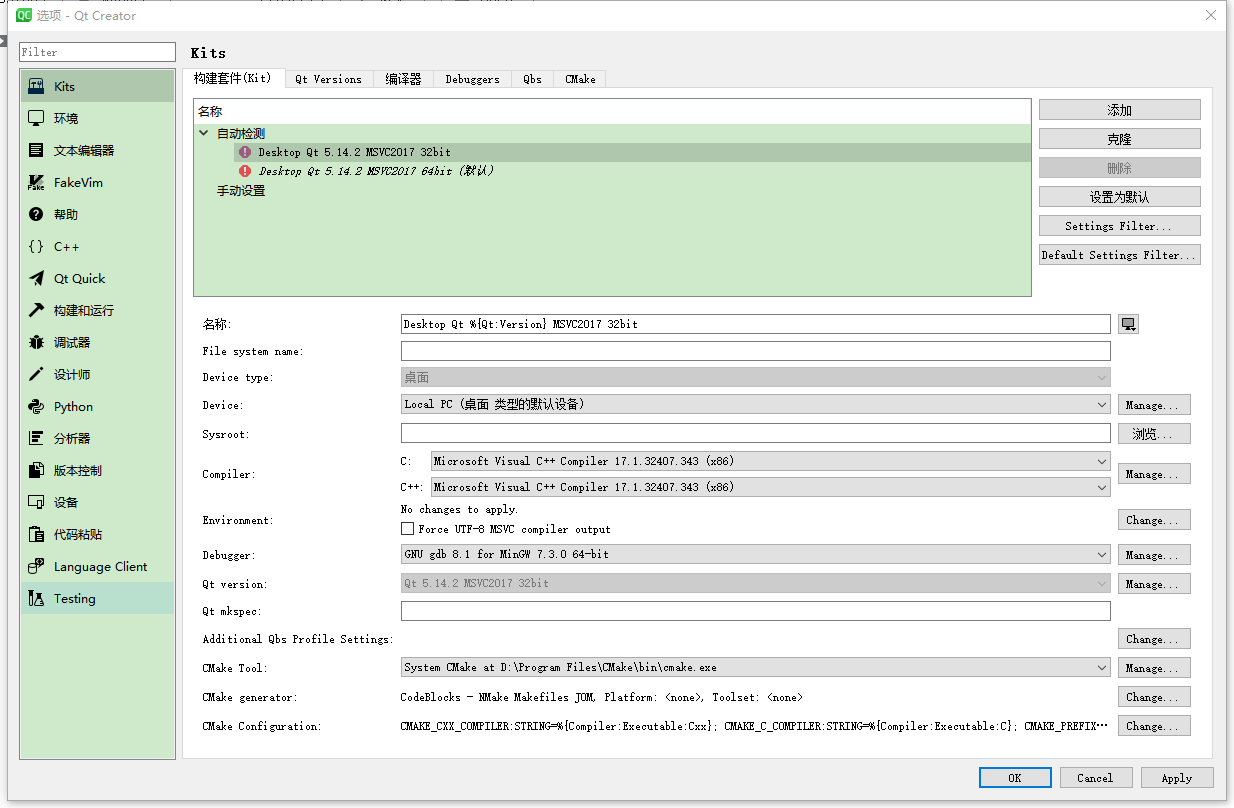 选项 - Qt Creator
Filter
Kits
Kits
环境
文本编辑器
FakeVim
帮助
C++
Qt Quick
构建和运行
调试器
设计师
Python
分析器
版本控制
设备
代码粘贴
Language Client
Testing
构建套件(Kit) Qt Versions 编译器 Debuggers Qbs CMake
名称
自动检测
Desktop Qt 5.14.2 MSVC2017 32bit
Desktop Qt 5.14.2 MSVC2017 64bit (默认)
手动设置
添加
克隆
删除
设置为默认
Settings Filter...
Default Settings Filter...
名称: Desktop Qt %{Qt:Version} MSVC2017 32bit
File system name:
Device type: 桌面
Device: Local PC (桌面 类型的默认设备) Manage...
Sysroot: 浏览...
Compiler: C: Microsoft Visual C++ Compiler 17.1.32407.343 (x86)
C++: Microsoft Visual C++ Compiler 17.1.32407.343 (x86) Manage...
Environment: No changes to apply. Change...
Force UTF-8 MSVC compiler output
Debugger: GNU gdb 8.1 for MinGW 7.3.0 64-bit Manage...
Qt version: Qt 5.14.2 MSVC2017 32bit Manage...
Qt mkspec:
Additional Qbs Profile Settings: Change...
CMake Tool: System CMake at D:\Program Files\CMake\bin\cmake.exe Manage...
CMake generator: CodeBlocks - NMake Makefiles JOM, Platform: <none>, Toolset: <none> Change...
CMake Configuration: CMAKE_CXX_COMPILER:STRING=%{Compiler:Executable:Cxx}; CMAKE_C_COMPILER:STRING=%{Compiler:Executable:C}; CMAKE_PREFIX… Change...
OK Cancel Apply